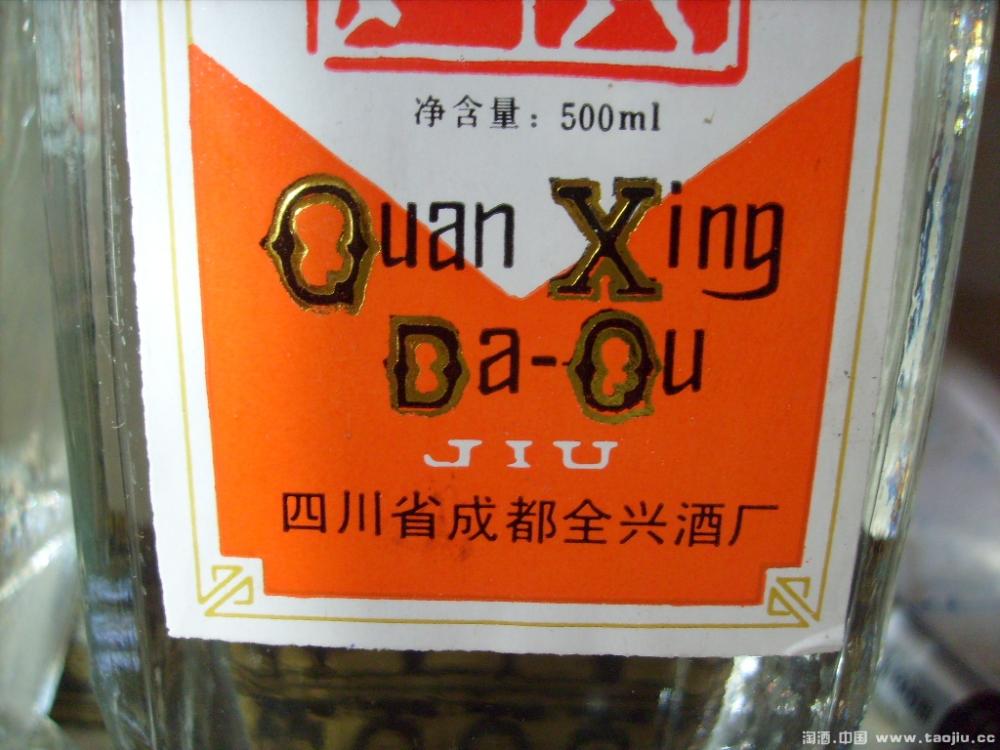 净含量：500ml
Quan Xing
Da-Qu
JIU
四川省成都全兴酒厂
淘酒.中国 www.taojiu.cc